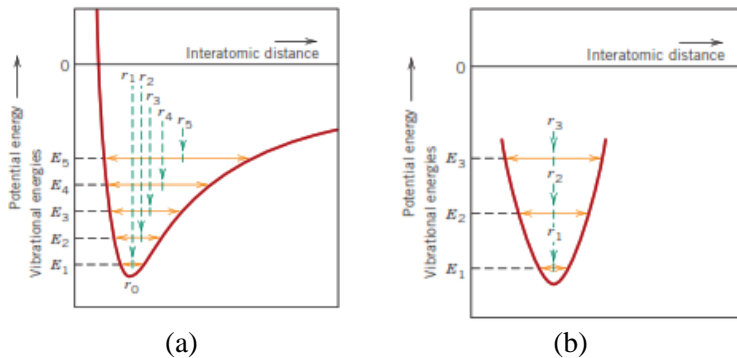 Interatomic distance
0
r₁
r₂
r₃
r₄
r₅
E₅
E₄
E₃
E₂
E₁
r₀
Potential energy
Vibrational energies
(a)
Interatomic distance
0
r₃
r₂
r₁
E₃
E₂
E₁
Potential energy
Vibrational energies
(b)